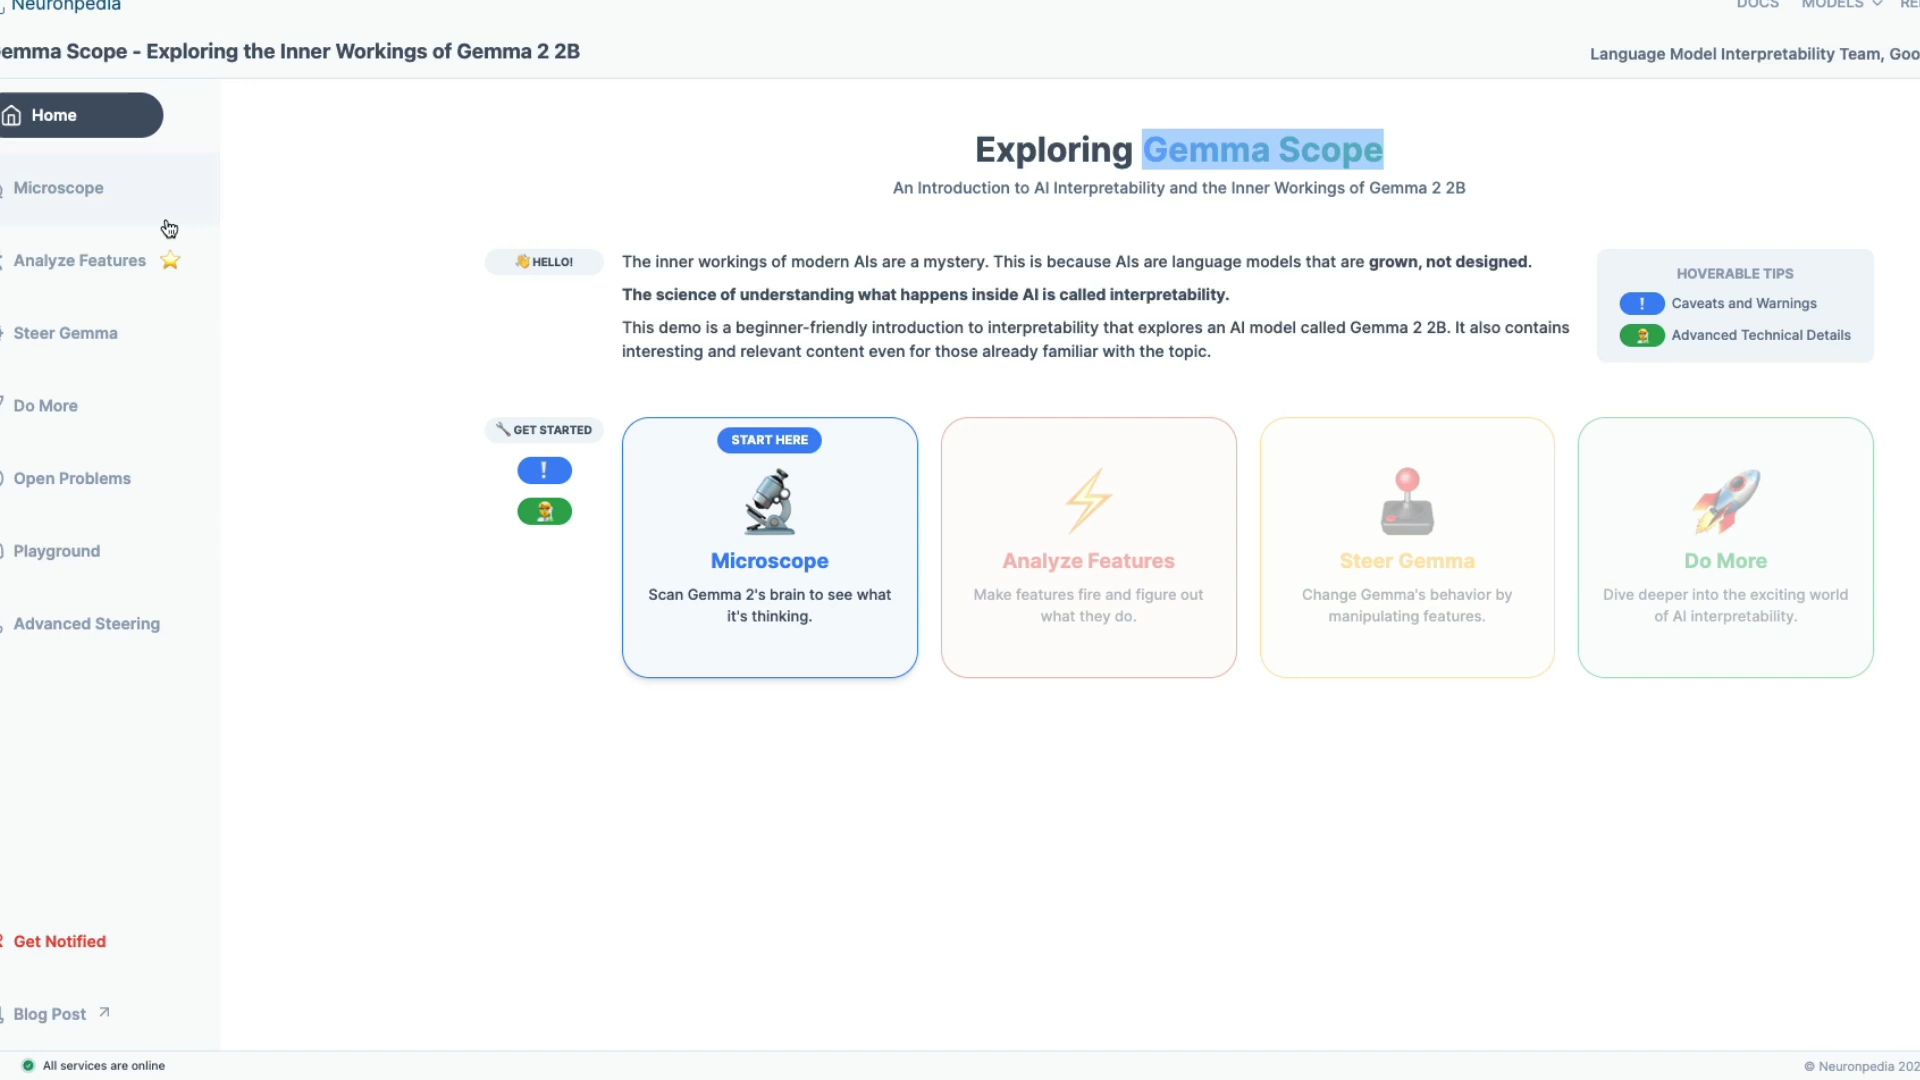 Neuronpedia
DOCS
MODELS
emma Scope - Exploring the Inner Workings of Gemma 2 2B
Language Model Interpretability Team, Goo
Home
Microscope
Analyze Features
Steer Gemma
Do More
Open Problems
Playground
Advanced Steering
Get Notified
Blog Post
Exploring Gemma Scope
An Introduction to AI Interpretability and the Inner Workings of Gemma 2 2B
HELLO!
The inner workings of modern AIs are a mystery. This is because AIs are language models that are grown, not designed.
The science of understanding what happens inside AI is called interpretability.
This demo is a beginner-friendly introduction to interpretability that explores an AI model called Gemma 2 2B. It also contains
interesting and relevant content even for those already familiar with the topic.
HOVERABLE TIPS
! Caveats and Warnings
Advanced Technical Details
GET STARTED
!
START HERE
Microscope
Scan Gemma 2's brain to see what
it's thinking.
Analyze Features
Make features fire and figure out
what they do.
Steer Gemma
Change Gemma's behavior by
manipulating features.
Do More
Dive deeper into the exciting world
of AI interpretability.
All services are online
© Neuronpedia 202